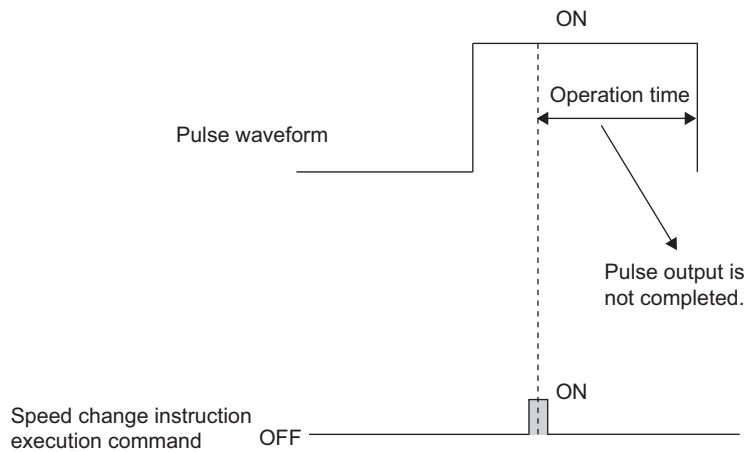 ON
Operation time
Pulse waveform
Pulse output is
not completed.
ON
Speed change instruction
execution command
OFF